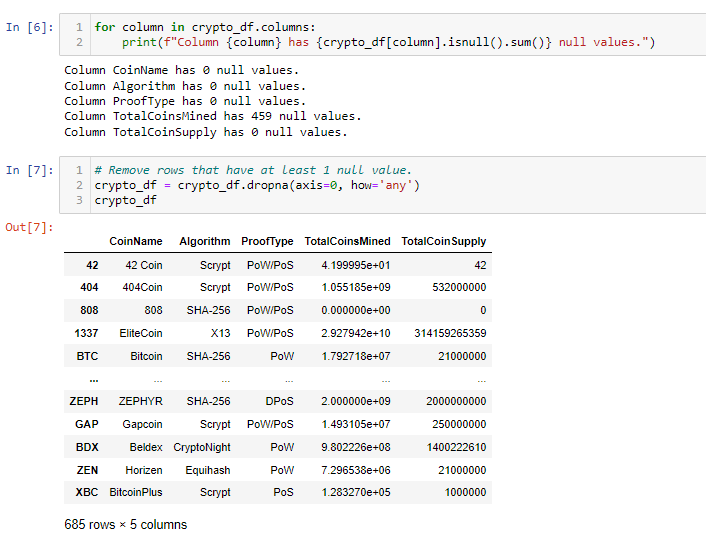 In [6]: 1 for column in crypto_df.columns:
2 print(f"Column {column} has {crypto_df[column].isnull().sum()} null values.")
Column CoinName has 0 null values.
Column Algorithm has 0 null values.
Column ProofType has 0 null values.
Column TotalCoinsMined has 459 null values.
Column TotalCoinSupply has 0 null values.
In [7]: 1 # Remove rows that have at least 1 null value.
2 crypto_df = crypto_df.dropna(axis=0, how='any')
3 crypto_df
Out[7]:
CoinName Algorithm ProofType TotalCoinsMined TotalCoinSupply
42 42 Coin Scrypt PoW/PoS 4.199995e+01 42
404 404Coin Scrypt PoW/PoS 1.055185e+09 532000000
808 808 SHA-256 PoW/PoS 0.000000e+00 0
1337 EliteCoin X13 PoW/PoS 2.927942e+10 314159265359
BTC Bitcoin SHA-256 PoW 1.792718e+07 21000000
... ... ... ... ... ...
ZEPH ZEPHYR SHA-256 DPoS 2.000000e+09 2000000000
GAP Gapcoin Scrypt PoW/PoS 1.493105e+07 250000000
BDX Beldex CryptoNight PoW 9.802226e+08 1400222610
ZEN Horizen Equihash PoW 7.296538e+06 21000000
XBC BitcoinPlus Scrypt PoS 1.283270e+05 1000000
685 rows × 5 columns